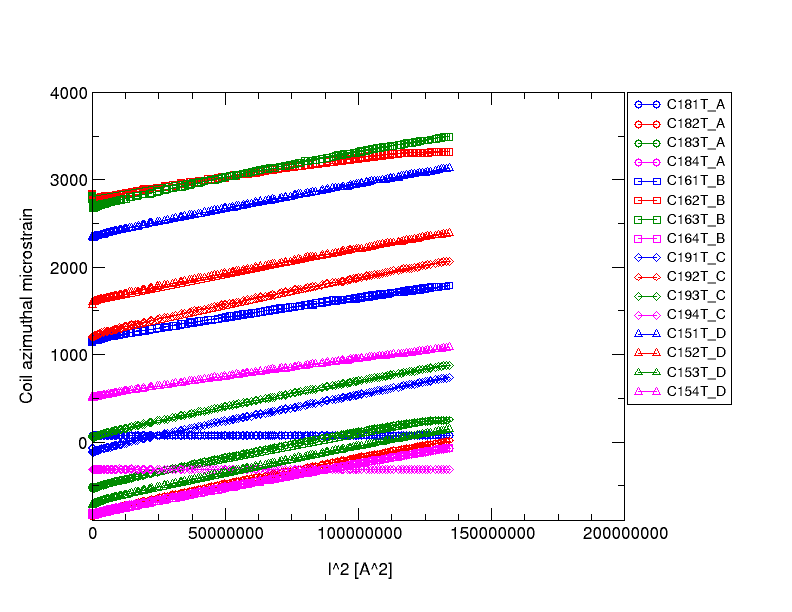 4000
3000
2000
1000
0
Coil azimuthal microstrain
0 50000000 100000000 150000000 200000000
I^2 [A^2]
C181T_A
C182T_A
C183T_A
C184T_A
C161T_B
C162T_B
C163T_B
C164T_B
C191T_C
C192T_C
C193T_C
C194T_C
C151T_D
C152T_D
C153T_D
C154T_D